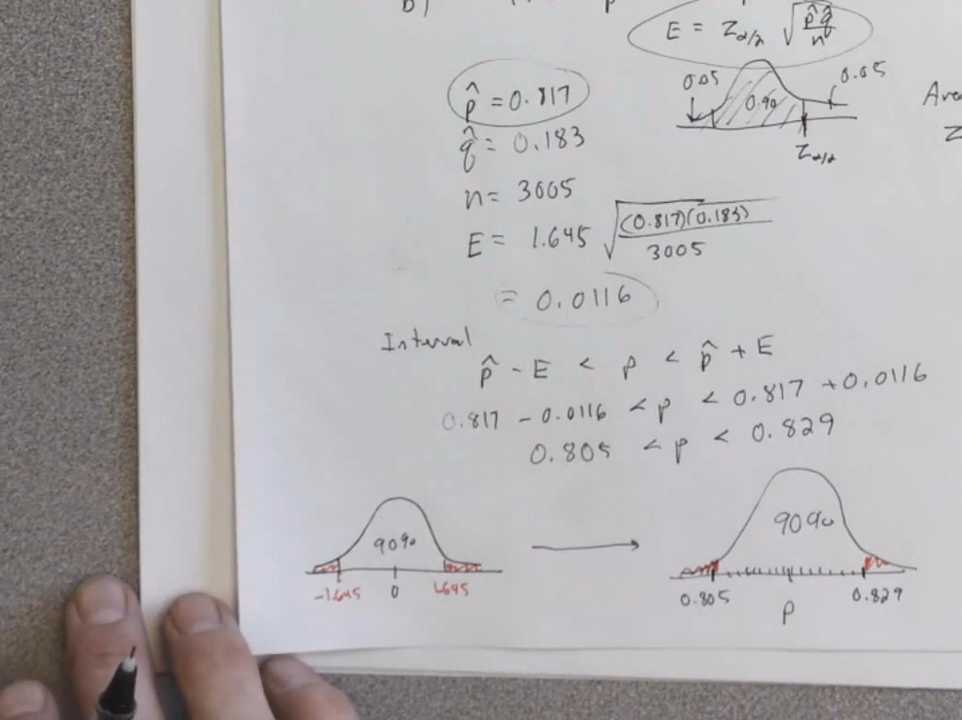 b)
E = Zα/2 √p̂q̂/n
0.05 0.90 0.05
Zα/2
p̂ = 0.817
q̂ = 0.183
n = 3005
E = 1.645 √(0.817)(0.183)/3005
= 0.0116
Interval
p̂ - E < p < p̂ + E
0.817 - 0.0116 < p < 0.817 + 0.0116
0.805 < p < 0.829
90% 90%
-1.645 0 1.645 0.805 0.829
p